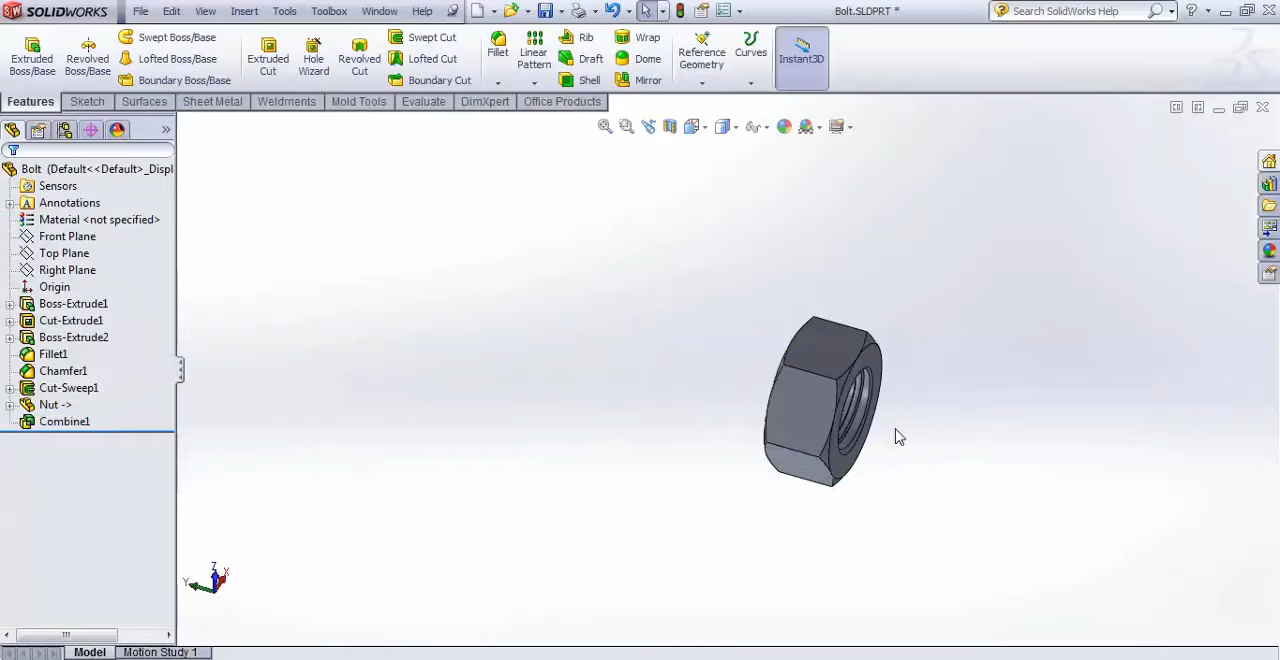 SOLIDWORKS File Edit View Insert Tools Toolbox Window Help Bolt.SLDPRT * Search SolidWorks Help
Extruded Boss/Base
Revolved Boss/Base
Swept Boss/Base
Lofted Boss/Base
Boundary Boss/Base
Extruded Cut
Hole Wizard
Revolved Cut
Swept Cut
Lofted Cut
Boundary Cut
Fillet
Linear Pattern
Rib
Draft
Shell
Wrap
Dome
Mirror
Reference Geometry
Curves
Instant3D
Features Sketch Surfaces Sheet Metal Weldments Mold Tools Evaluate DimXpert Office Products
Bolt (Default<<Default>_Displ
Sensors
Annotations
Material <not specified>
Front Plane
Top Plane
Right Plane
Origin
Boss-Extrude1
Cut-Extrude1
Boss-Extrude2
Fillet1
Chamfer1
Cut-Sweep1
Nut ->
Combine1
Z
Y
X
Model Motion Study 1